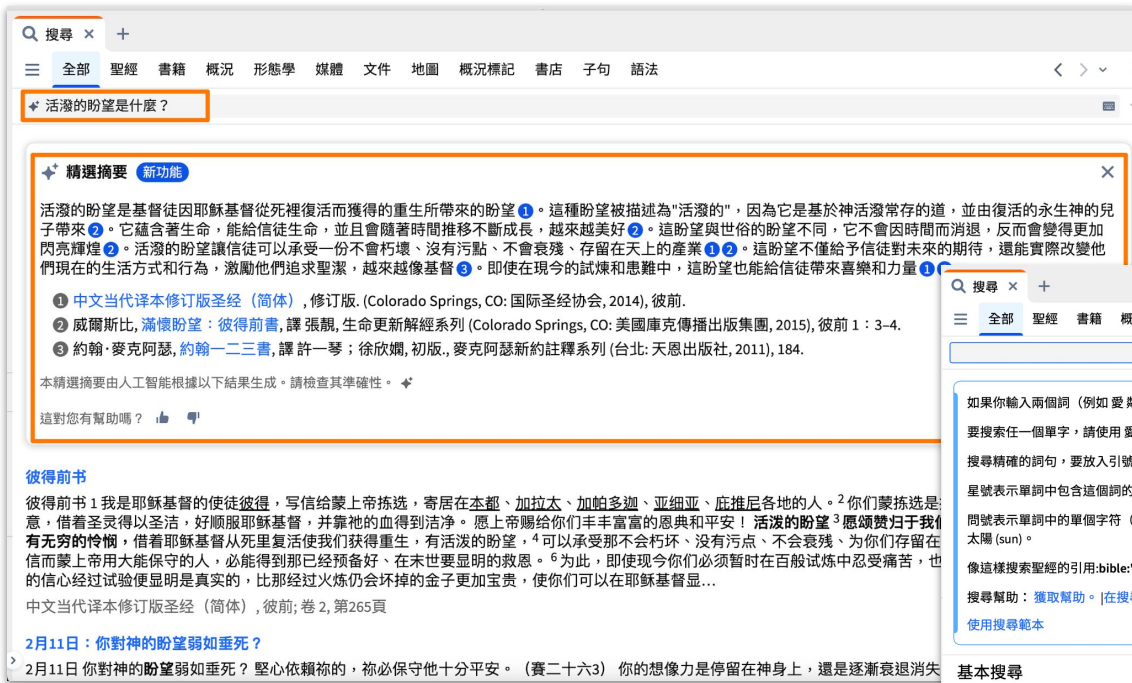 搜尋
全部 聖經 書籍 概況 形態學 媒體 文件 地圖 概況標記 書店 子句 語法
活潑的盼望是什麼？
精選摘要 新功能
活潑的盼望是基督徒因耶穌基督從死裡復活而獲得的重生所帶來的盼望1。這種盼望被描述為"活潑的"，因為它是基於神活潑常存的道，並由復活的永生神的兒
子帶來2。它蘊含著生命，能給信徒生命，並且會隨著時間推移不斷成長，越來越美好2。這盼望與世俗的盼望不同，它不會因時間而消退，反而會變得更加
閃亮輝煌2。活潑的盼望讓信徒可以承受一份不會朽壞、沒有污點、不會衰殘、存留在天上的產業12。這盼望不僅給予信徒對未來的期待，還能實際改變他
們現在的生活方式和行為，激勵他們追求聖潔，越來越像基督3。即使在現今的試煉和患難中，這盼望也能給信徒帶來喜樂和力量1
1 中文当代译本修订版圣经（简体）, 修订版. (Colorado Springs, CO: 国际圣经协会, 2014), 彼前.
2 威爾斯比, 滿懷盼望：彼得前書, 譯 張靚, 生命更新解經系列 (Colorado Springs, CO: 美國庫克傳播出版集團, 2015), 彼前 1：3–4.
3 約翰·麥克阿瑟, 約翰一二三書, 譯 許一琴；徐欣嫻, 初版., 麥克阿瑟新約註釋系列 (台北: 天恩出版社, 2011), 184.
本精選摘要由人工智能根據以下結果生成。請檢查其準確性。
這對您有幫助嗎？
彼得前书
彼得前书 1 我是耶稣基督的使徒彼得，写信给蒙上帝拣选，寄居在本都、加拉太、加帕多迦、亚细亚、庇推尼各地的人。2 你们蒙拣选是
意，借着圣灵得以圣洁，好顺服耶稣基督，并靠祂的血得到洁净。 愿上帝赐给你们丰丰富富的恩典和平安！ 活泼的盼望 3 愿颂赞归于我
有无穷的怜悯，借着耶稣基督从死里复活使我们获得重生，有活泼的盼望，4 可以承受那不会朽坏、没有污点、不会衰残、为你们存留在
信而蒙上帝用大能保守的人，必能得到那已经预备好、在末世要显明的救恩。 6 为此，即使现今你们必须暂时在百般试炼中忍受痛苦，也
的信心经过试验便显明是真实的，比那经过火炼仍会坏掉的金子更加宝贵，使你们可以在耶稣基督显…
中文当代译本修订版圣经（简体）, 彼前; 卷 2, 第265頁
2月11日：你對神的盼望弱如垂死？
2月11日 你對神的盼望弱如垂死？ 堅心依賴祢的，祢必保守他十分平安。（賽二十六3） 你的想像力是停留在神身上，還是逐漸衰退消失
搜尋
全部 聖經 書籍
如果你輸入兩個詞（例如 愛
要搜索任一個單字，請使用 愛
搜尋精確的詞句，要放入引號
星號表示單詞中包含這個詞的
問號表示單詞中的單個字符（
太陽 (sun)。
像這樣搜索聖經的引用:bible:
搜尋幫助： 獲取幫助。 |在搜
使用搜尋範本
基本搜尋